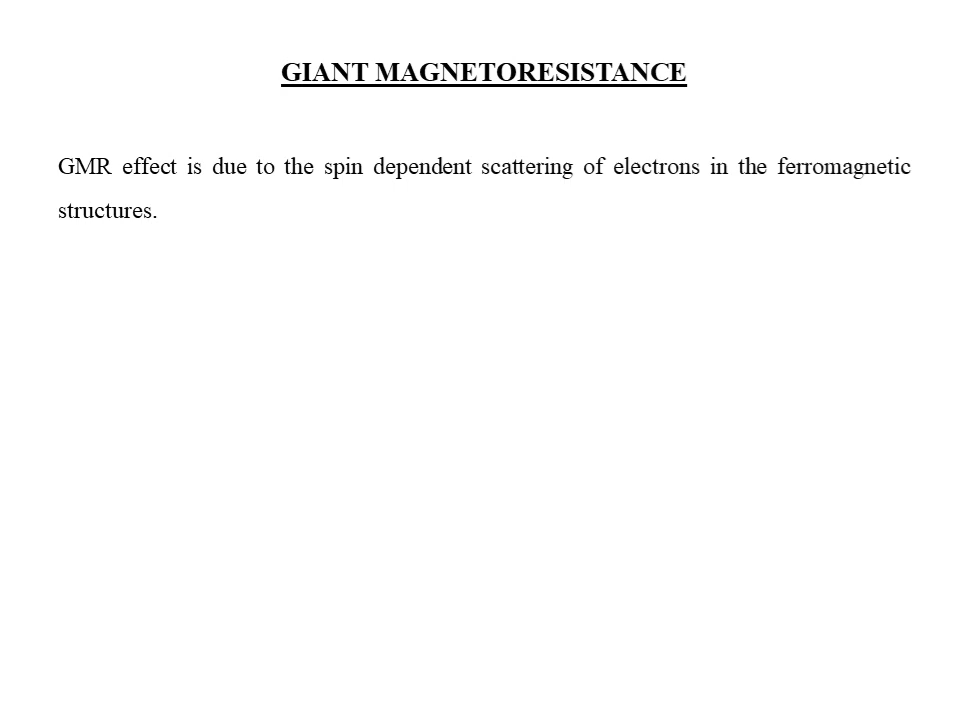 GIANT MAGNETORESISTANCE
GMR effect is due to the spin dependent scattering of electrons in the ferromagnetic
structures.